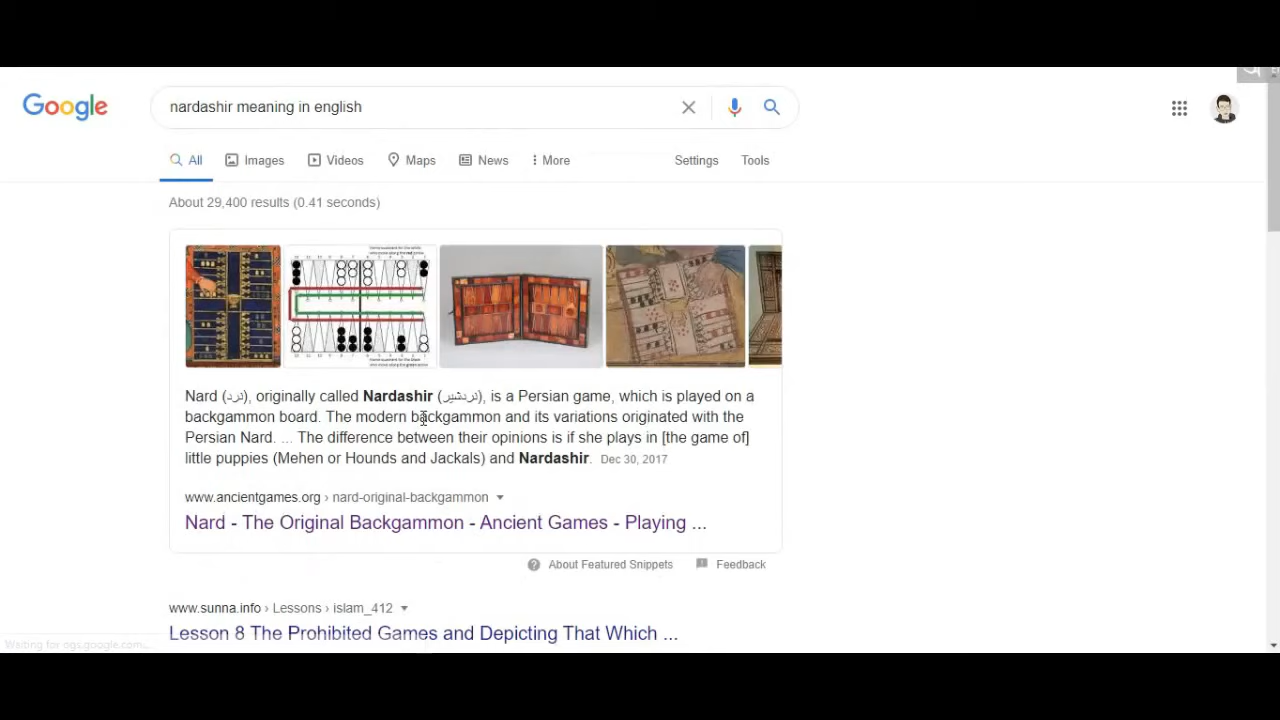 Google
nardashir meaning in english
All Images Videos Maps News More Settings Tools
About 29,400 results (0.41 seconds)
Nard (نرد), originally called Nardashir (نردشیر), is a Persian game, which is played on a
backgammon board. The modern backgammon and its variations originated with the
Persian Nard. ... The difference between their opinions is if she plays in [the game of]
little puppies (Mehen or Hounds and Jackals) and Nardashir. Dec 30, 2017
www.ancientgames.org › nard-original-backgammon
Nard - The Original Backgammon - Ancient Games - Playing ...
About Featured Snippets Feedback
www.sunna.info › Lessons › islam_412
Lesson 8 The Prohibited Games and Depicting That Which ...
Waiting for ogs.google.com...